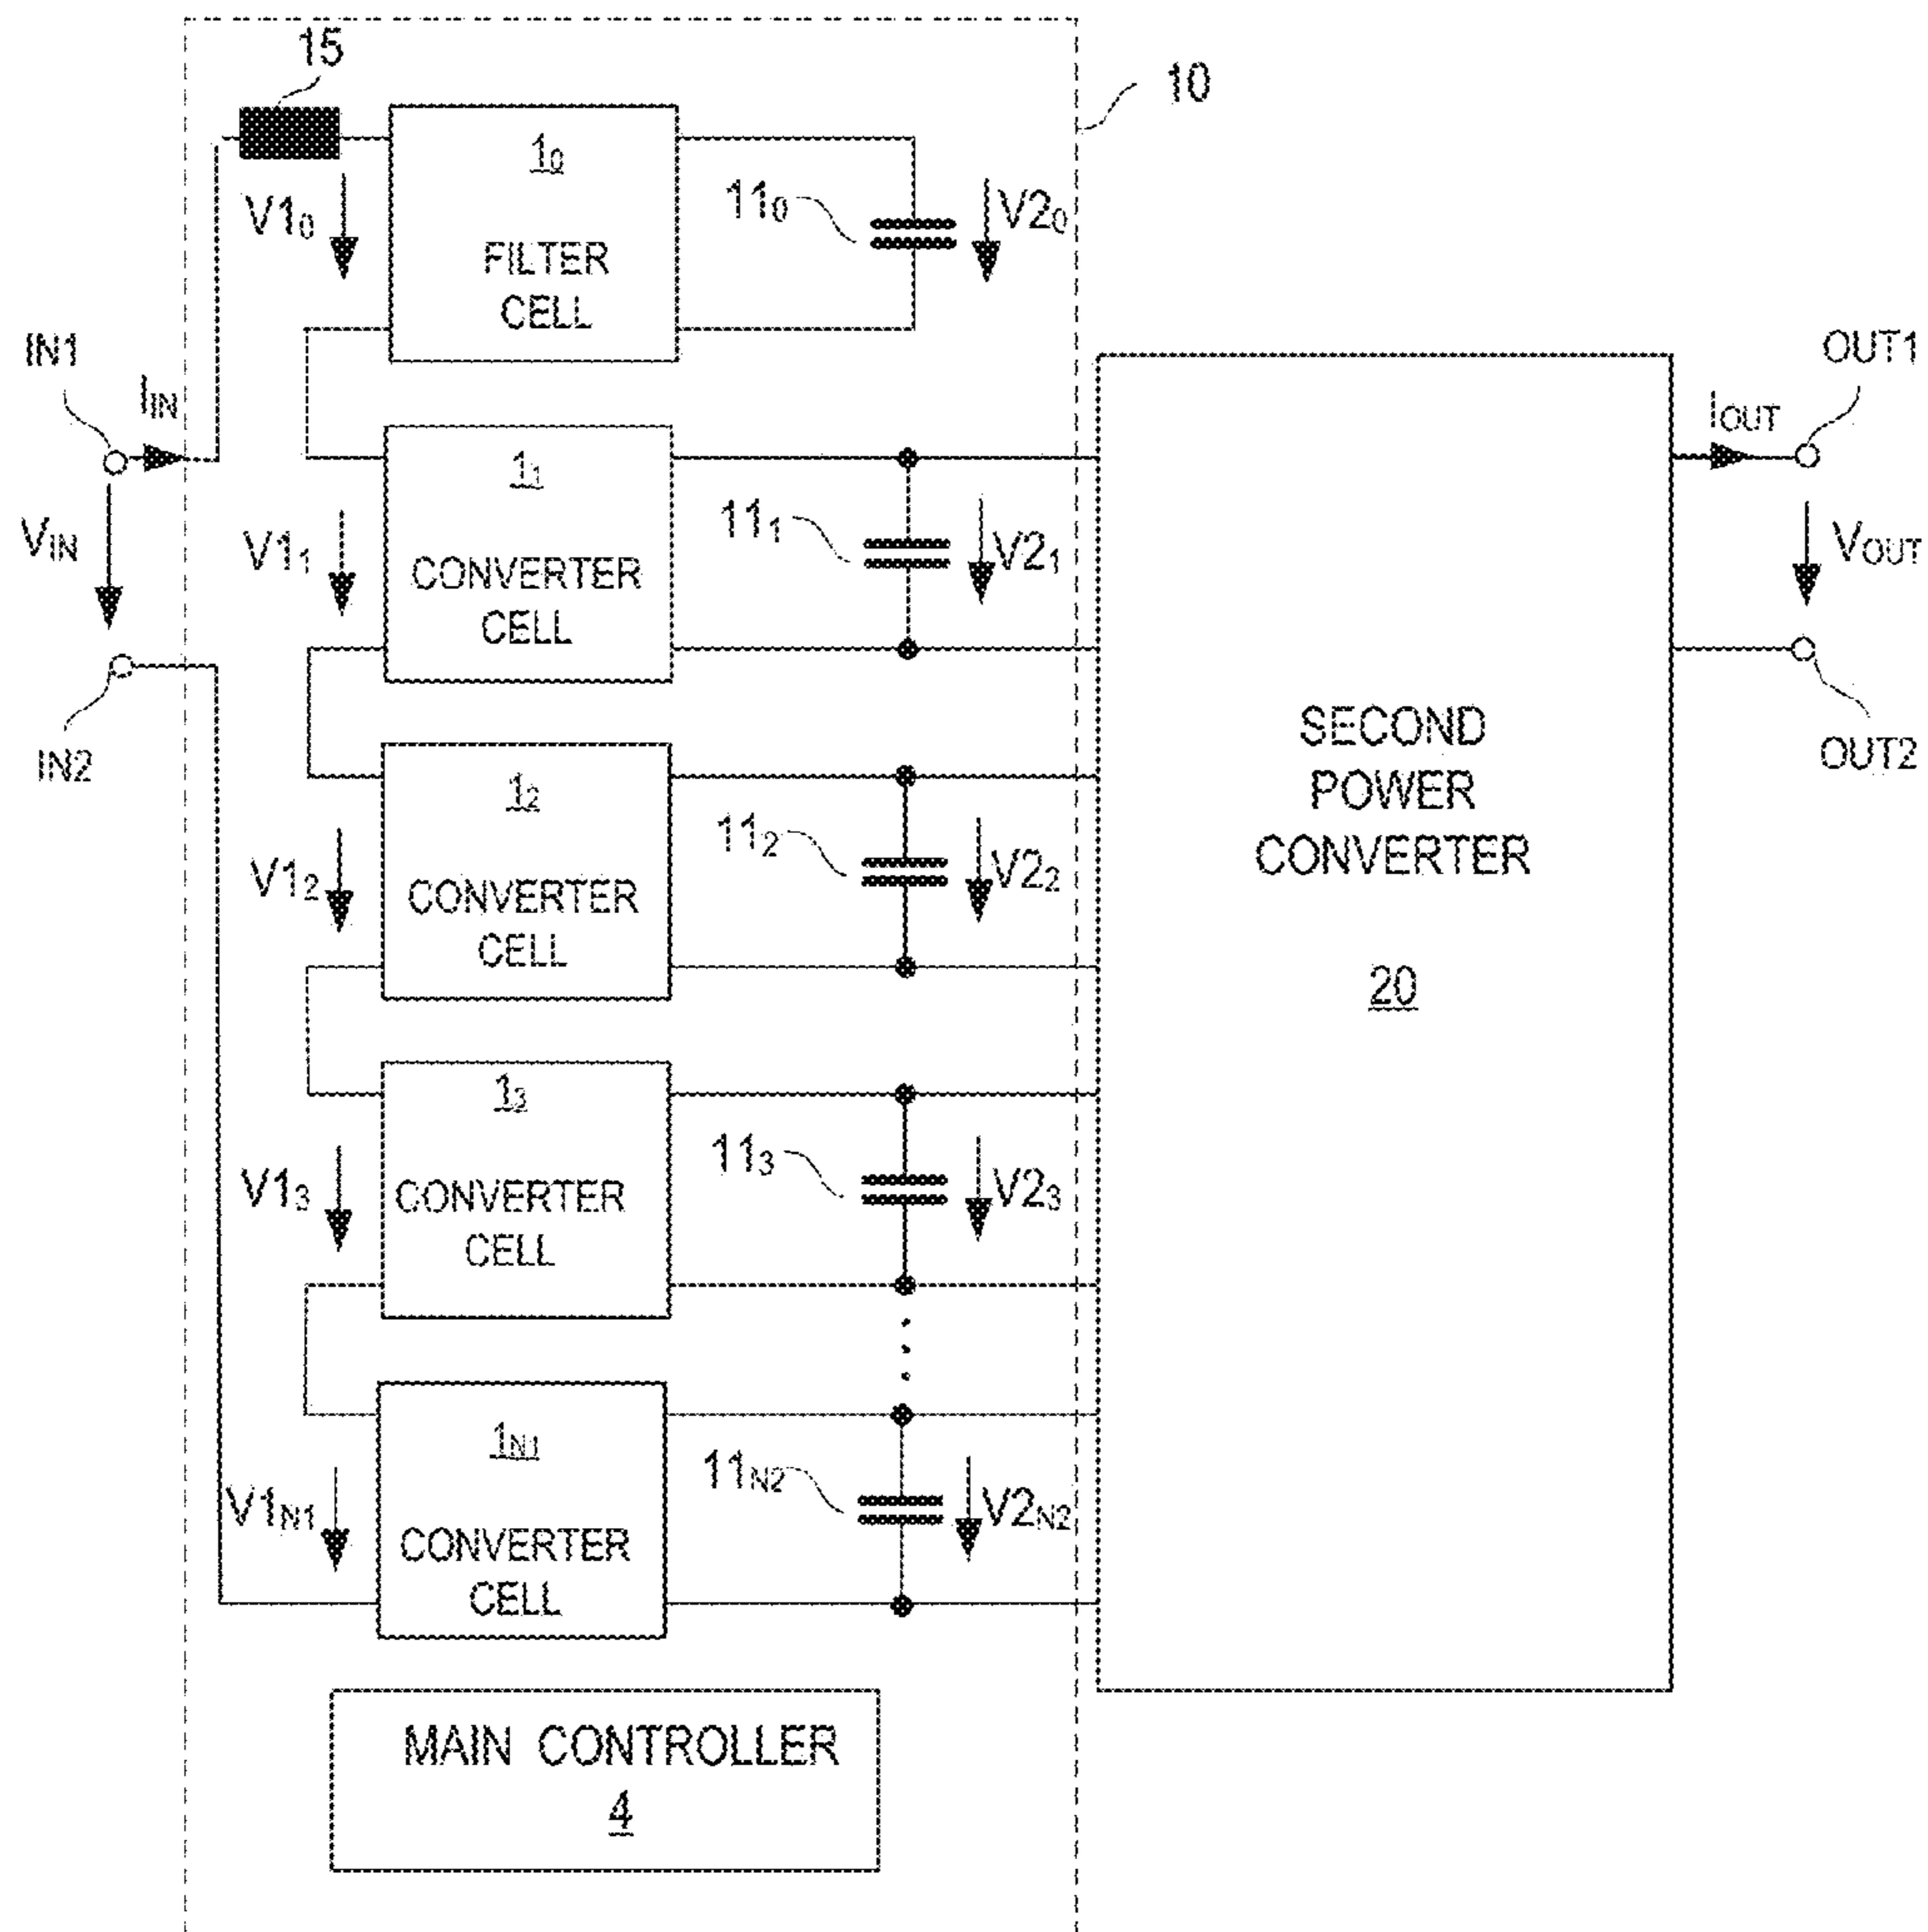 15
10
1₀
V1₀
11₀
V2₀
FILTER
CELL
IN1
I_IN
OUT1
I_OUT
1₁
11₁
V_IN
V1₁
V2₁
V_OUT
CONVERTER
CELL
IN2
OUT2
SECOND
POWER
CONVERTER
20
1₂
11₂
V1₂
V2₂
CONVERTER
CELL
1₃
11₃
V1₃
V2₃
CONVERTER
CELL
1_N1
11_N2
V1_N1
V2_N2
CONVERTER
CELL
MAIN CONTROLLER
4